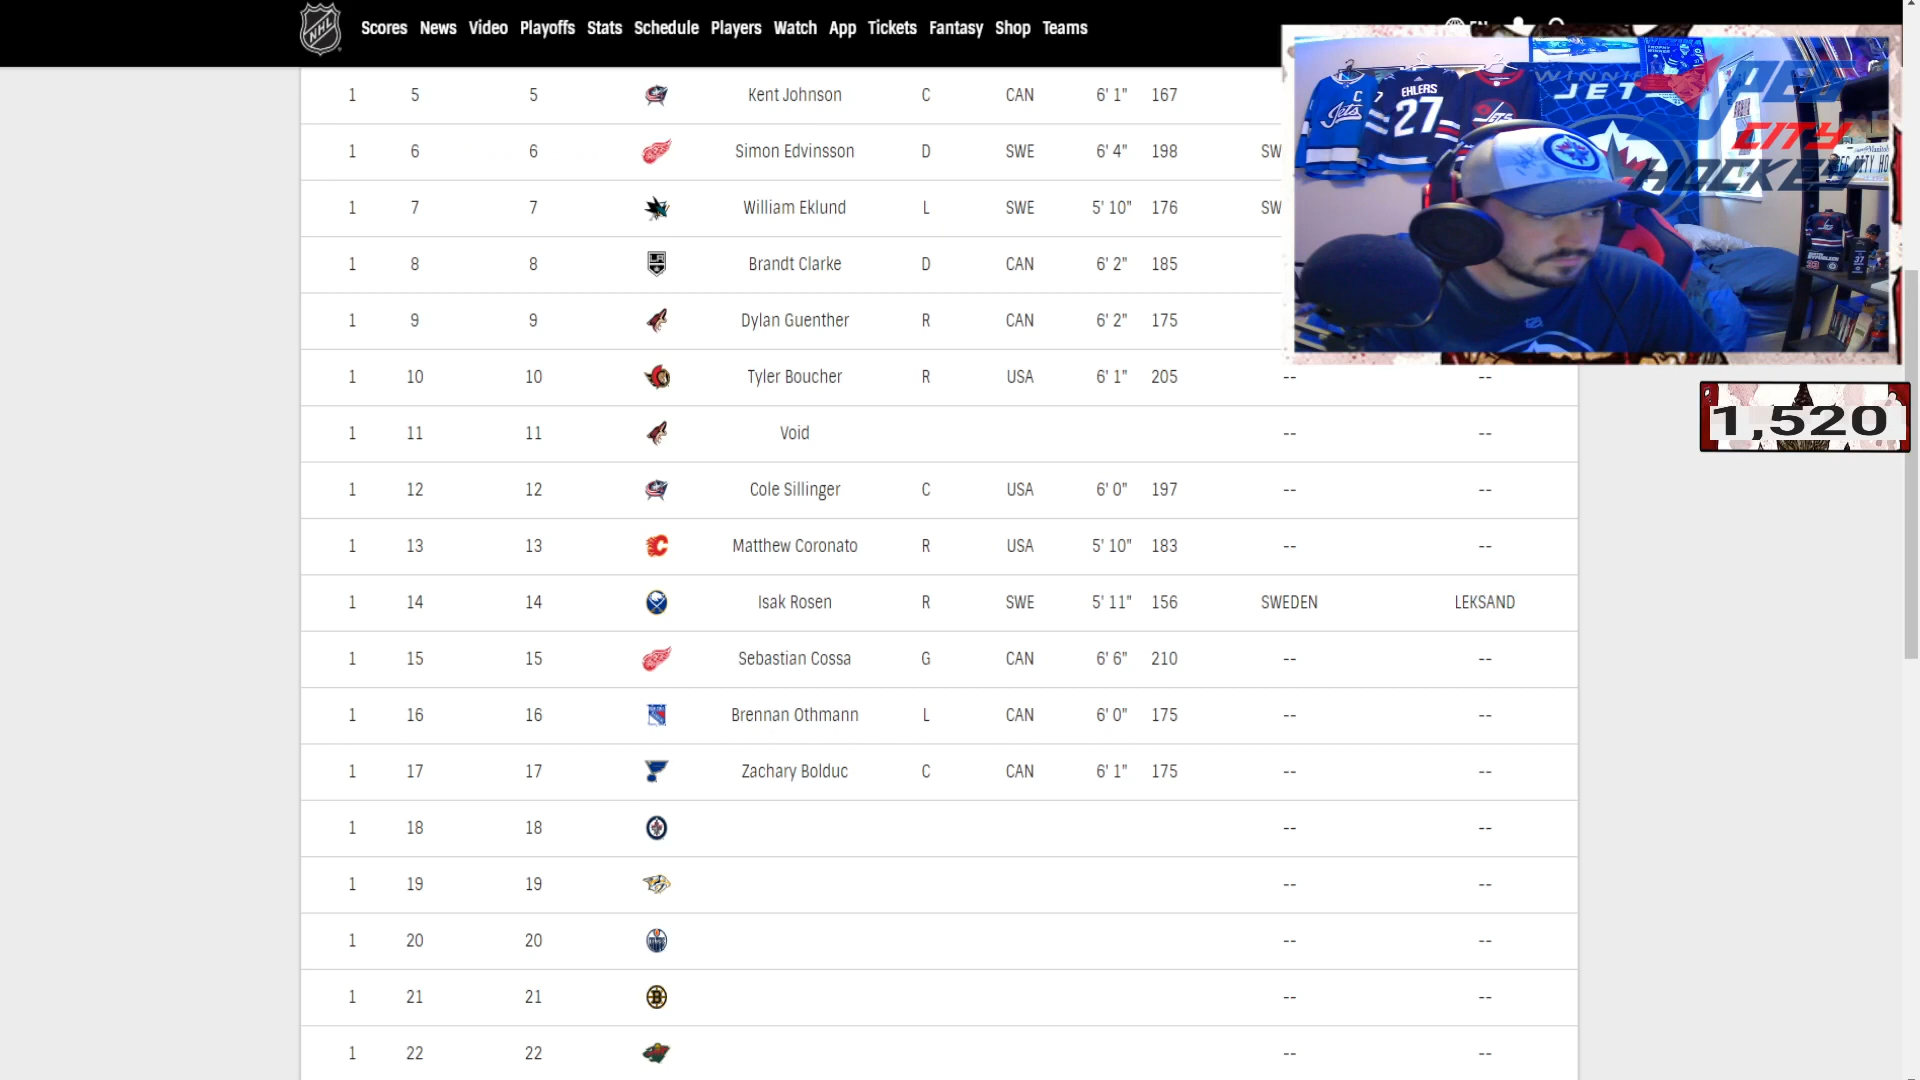 Scores News Video Playoffs Stats Schedule Players Watch App Tickets Fantasy Shop Teams
1 5 5 Kent Johnson C CAN 6' 1" 167
1 6 6 Simon Edvinsson D SWE 6' 4" 198 SW
1 7 7 William Eklund L SWE 5' 10" 176 SW
1 8 8 Brandt Clarke D CAN 6' 2" 185
1 9 9 Dylan Guenther R CAN 6' 2" 175
1 10 10 Tyler Boucher R USA 6' 1" 205 -- --
1 11 11 Void -- --
1 12 12 Cole Sillinger C USA 6' 0" 197 -- --
1 13 13 Matthew Coronato R USA 5' 10" 183 -- --
1 14 14 Isak Rosen R SWE 5' 11" 156 SWEDEN LEKSAND
1 15 15 Sebastian Cossa G CAN 6' 6" 210 -- --
1 16 16 Brennan Othmann L CAN 6' 0" 175 -- --
1 17 17 Zachary Bolduc C CAN 6' 1" 175 -- --
1 18 18 -- --
1 19 19 -- --
1 20 20 -- --
1 21 21 -- --
1 22 22 -- --
NHL
JETS
EHLERS
27
Jets
CITY
HOCKEY
1,520